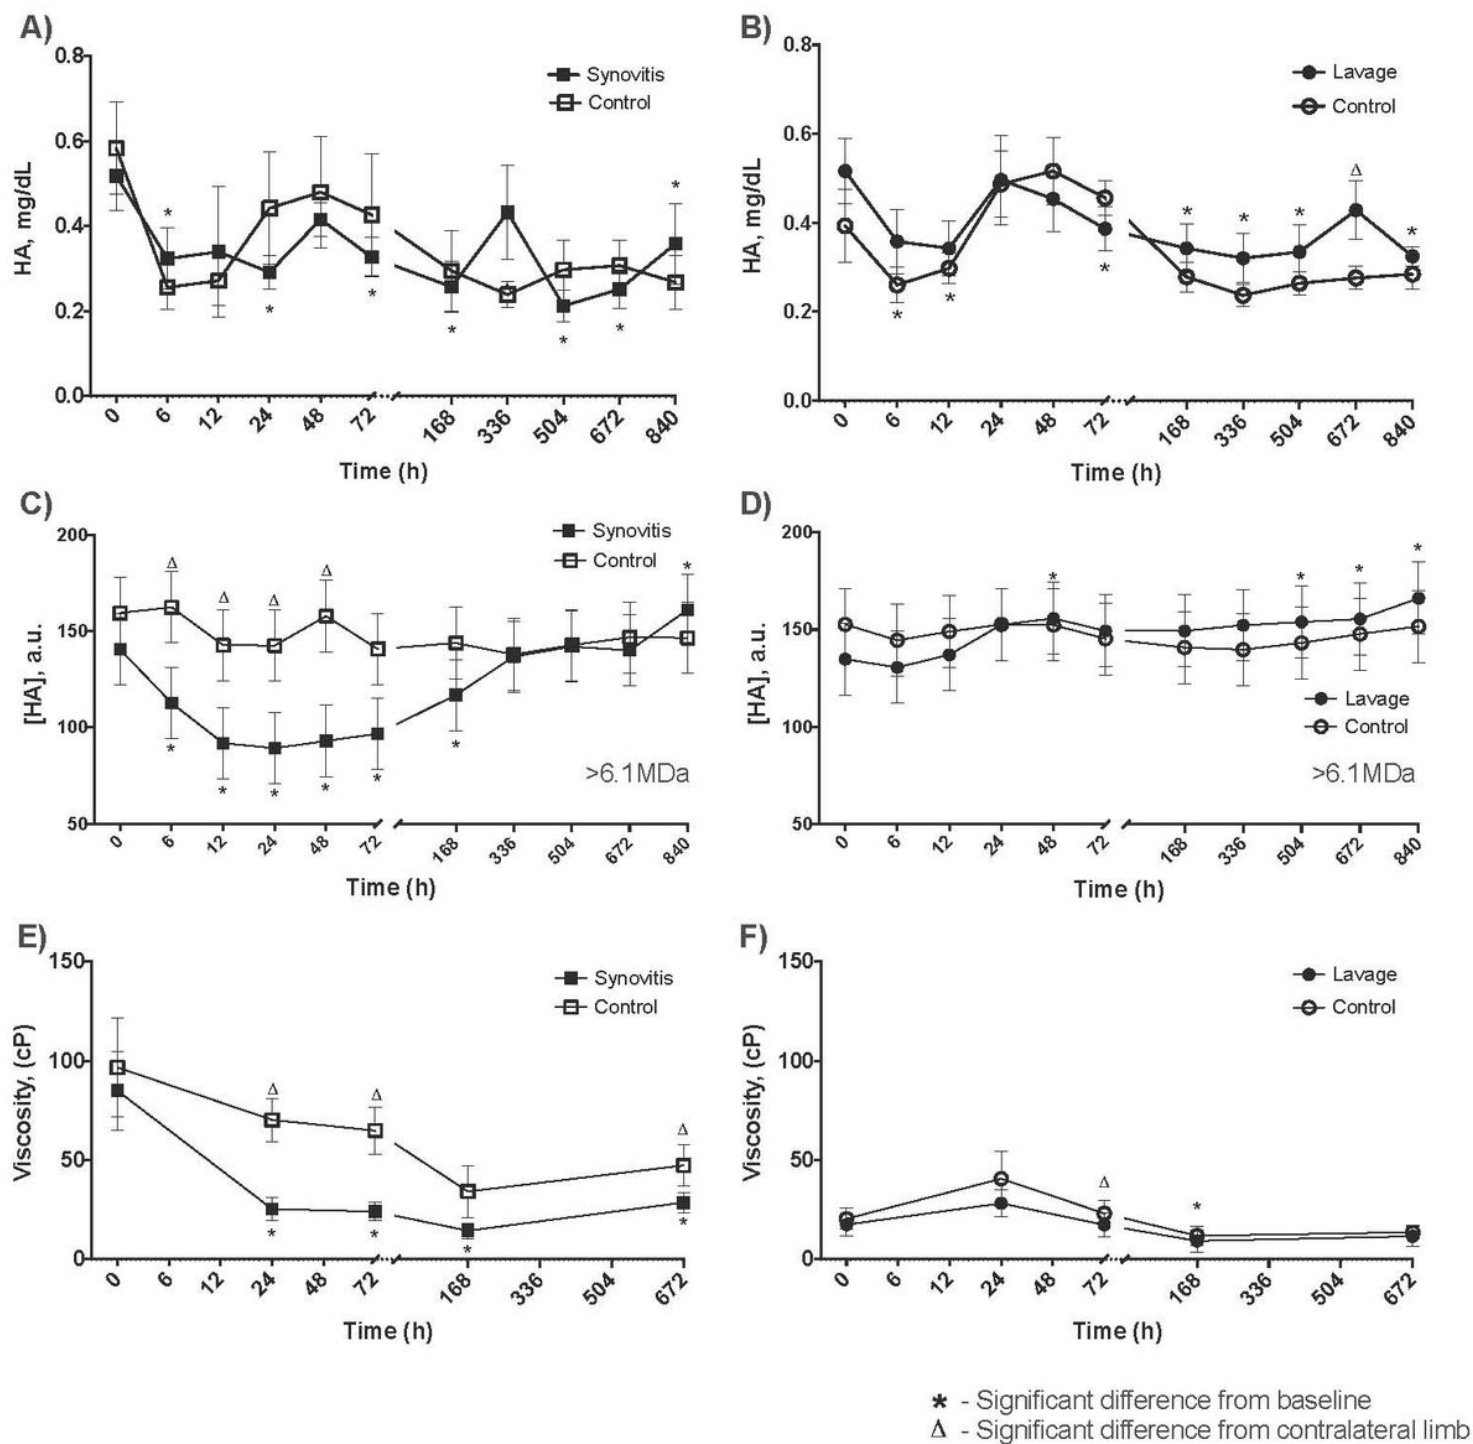 A)
HA, mg/dL
0.8
0.6
0.4
0.2
0.0
Synovitis
Control
*
*
*
*
*
*
*
0 6 12 24 48 72 168 336 504 672 840
Time (h)
B)
HA, mg/dL
0.8
0.6
0.4
0.2
0.0
Lavage
Control
Δ
* * * *
* * *
0 6 12 24 48 72 168 336 504 672 840
Time (h)
C)
[HA], a.u.
200
150
100
50
Synovitis
Control
Δ Δ Δ Δ *
* * * * * *
>6.1MDa
0 6 12 24 48 72 168 336 504 672 840
Time (h)
D)
[HA], a.u.
200
150
100
50
* * * *
Lavage
Control
>6.1MDa
0 6 12 24 48 72 168 336 504 672 840
Time (h)
E)
Viscosity, (cP)
150
100
50
0
Synovitis
Control
Δ Δ Δ
* * * *
0 6 12 24 48 72 168 336 504 672
Time (h)
F)
Viscosity, (cP)
150
100
50
0
Lavage
Control
Δ *
0 6 12 24 48 72 168 336 504 672
Time (h)
* - Significant difference from baseline
Δ - Significant difference from contralateral limb